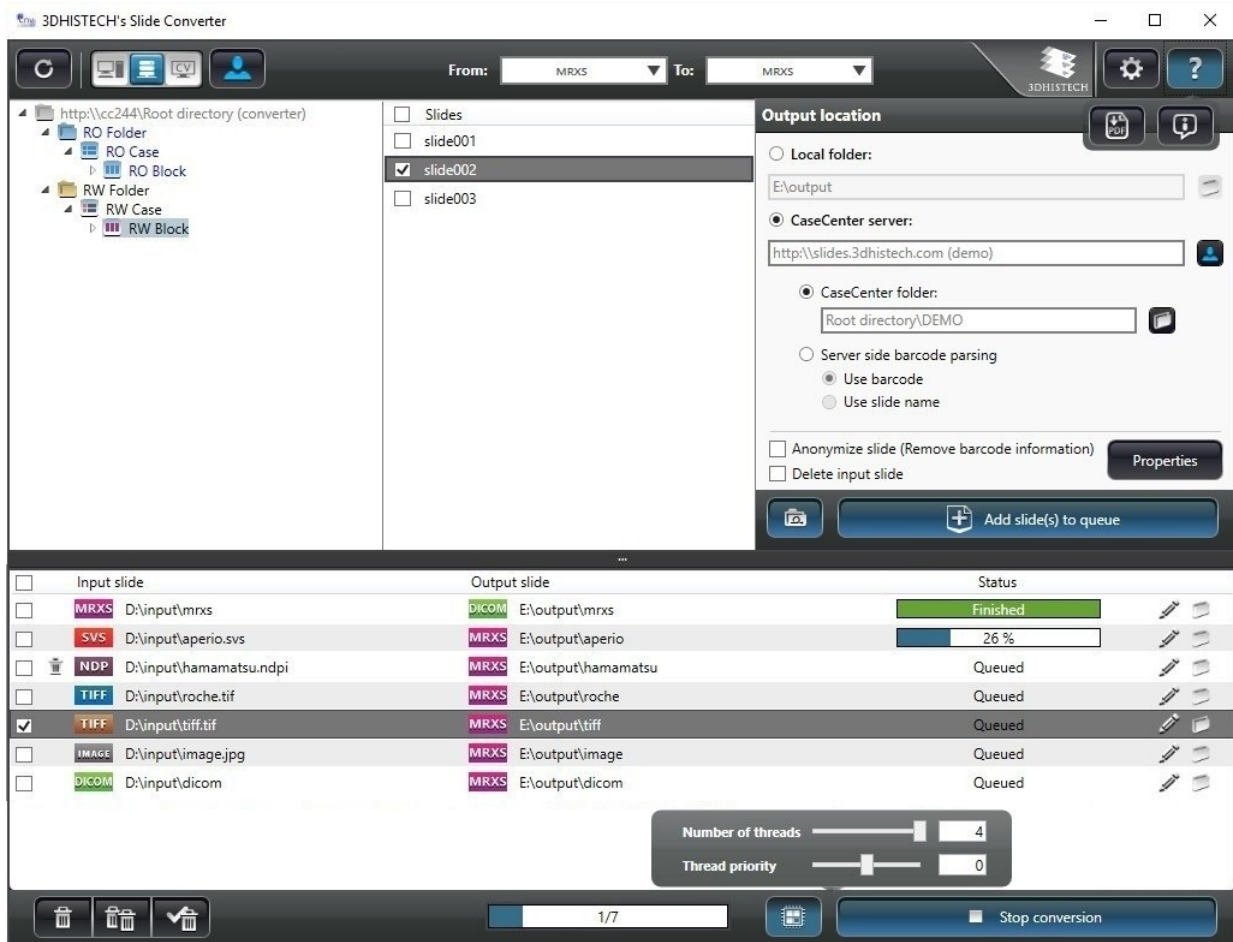 3DHISTECH's Slide Converter
CV
From: MRXS To: MRXS
3DHISTECH
?
http:\\cc244\Root directory (converter)
RO Folder
RO Case
RO Block
RW Folder
RW Case
RW Block
Slides
slide001
slide002
slide003
Output location
PDF
Local folder:
E:\output
CaseCenter server:
http:\\slides.3dhistech.com (demo)
CaseCenter folder:
Root directory\DEMO
Server side barcode parsing
Use barcode
Use slide name
Anonymize slide (Remove barcode information)
Delete input slide
Properties
Add slide(s) to queue
...
Input slide Output slide Status
MRXS D:\input\mrxs DICOM E:\output\mrxs Finished
SVS D:\input\aperio.svs MRXS E:\output\aperio 26 %
NDP D:\input\hamamatsu.ndpi MRXS E:\output\hamamatsu Queued
TIFF D:\input\roche.tif MRXS E:\output\roche Queued
TIFF D:\input\tiff.tif MRXS E:\output\tiff Queued
IMAGE D:\input\image.jpg MRXS E:\output\image Queued
DICOM D:\input\dicom MRXS E:\output\dicom Queued
Number of threads 4
Thread priority 0
1/7
Stop conversion